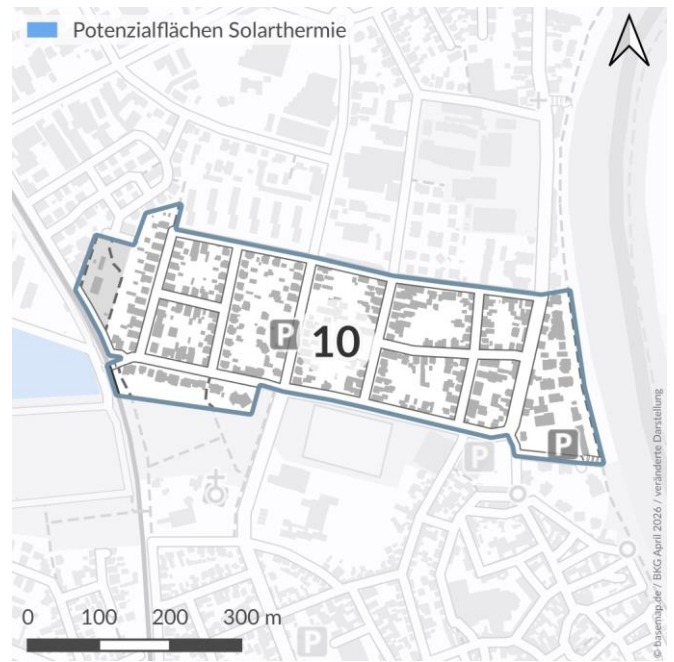 Potenzialflächen Solarthermie
P
10
P
P
0 100 200 300 m
P
© basemap.de / BKG April 2026 / veränderte Darstellung